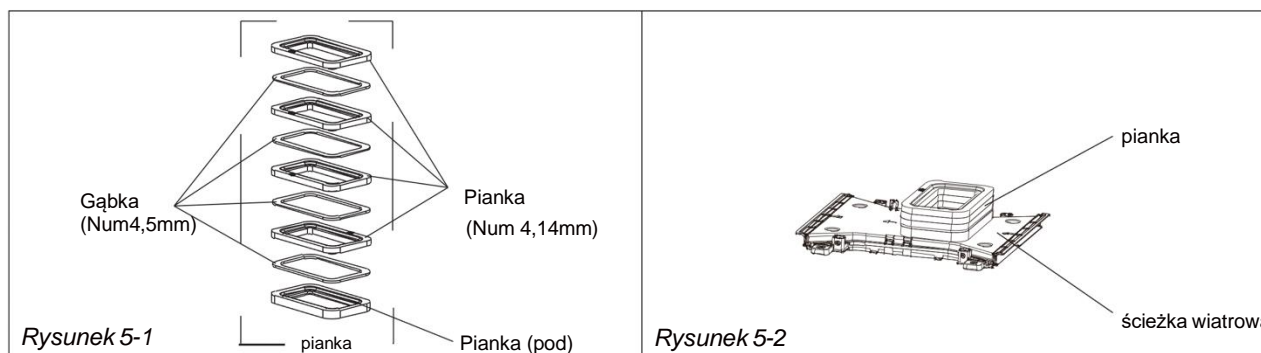 Gąbka
(Num4,5mm)
Pianka
(Num 4,14mm)
Rysunek 5-1
pianka
Pianka (pod)
pianka
ścieżka wiatrowa
Rysunek 5-2